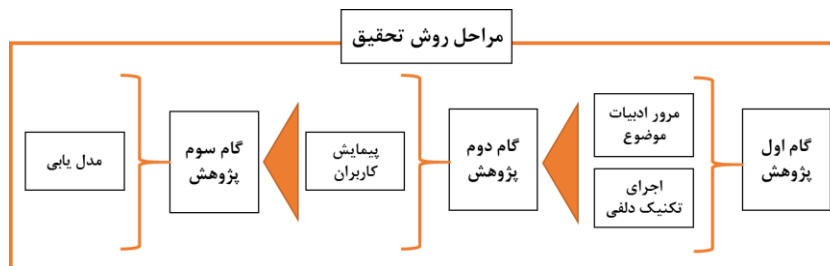 مراحل روش تحقیق
گام اول
پژوهش
مرور ادبیات
موضوع
اجرای
تکنیک دلفی
گام دوم
پژوهش
پیمایش
کاربران
گام سوم
پژوهش
مدل یابی